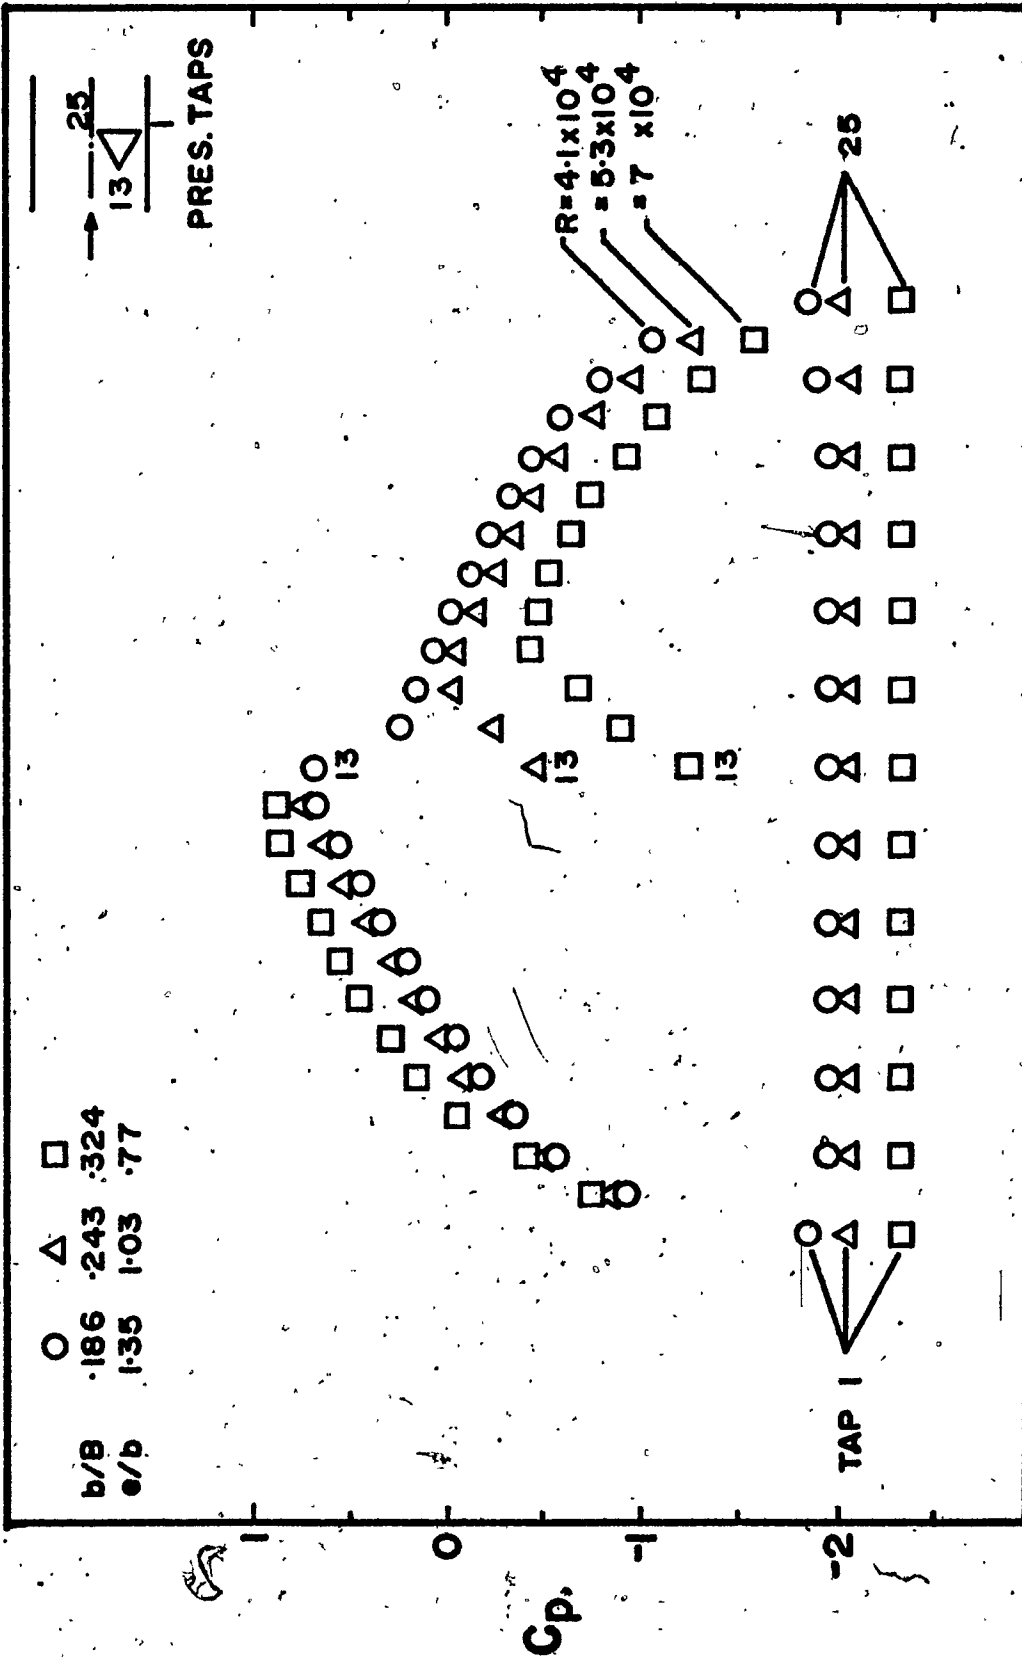 b/B ·186 ·243 ·324
e/b 1·35 1·03 ·77
25
13
PRES. TAPS
R=4·1x10⁴
=5·3x10⁴
=7 x10⁴
13
13
13
TAP 1
25
1
0
-1
-2
Cp